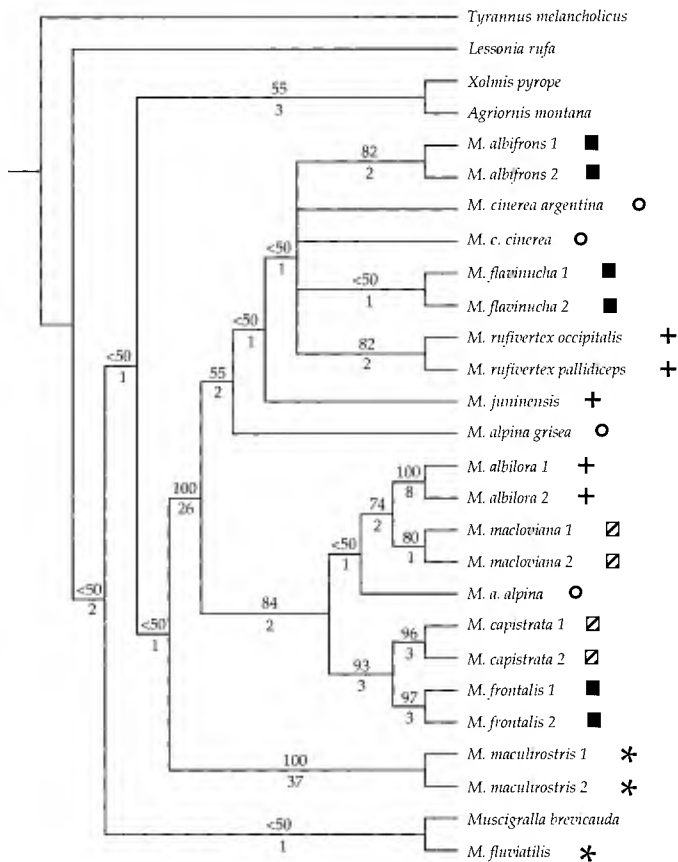 Tyrannus melancholicus
Lessonia rufa
Xolmis pyrope
55
3
Agriornis montana
M. albifrons 1
82
2
M. albifrons 2
M. cinerea argentina
M. c. cinerea
<50
1
M. flavinucha 1
<50
1
M. flavinucha 2
<50
1
M. rufivertex occipitalis
82
2
M. rufivertex pallidiceps
<50
1
55
2
M. juninensis
M. alpina grisea
M. albilora 1
100
8
100
26
M. albilora 2
74
2
M. macloviana 1
80
1
<50
1
M. macloviana 2
M. a. alpina
<50
2
84
2
M. capistrata 1
96
3
<50
1
M. capistrata 2
93
3
M. frontalis 1
97
3
M. frontalis 2
M. maculirostris 1
100
37
M. maculirostris 2
Muscigralla brevicauda
<50
1
M. fluviatilis